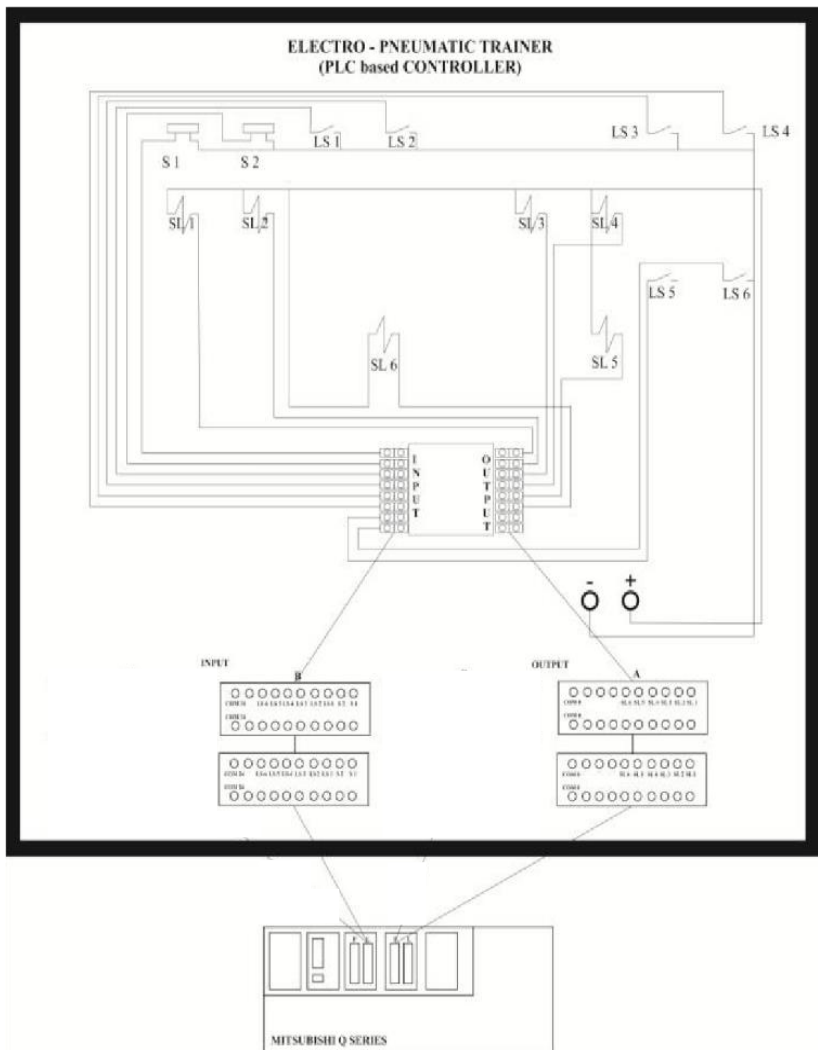 ELECTRO - PNEUMATIC TRAINER
(PLC based CONTROLLER)
S 1
S 2
LS 1
LS 2
LS 3
LS 4
SL 1
SL 2
SL 3
SL 4
LS 5
LS 6
SL 6
SL 5
INPUT
OUTPUT
- +
INPUT
B
OUTPUT
A
MITSUBISHI Q SERIES